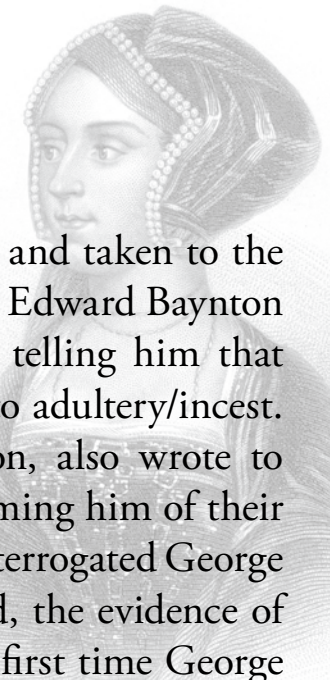 and taken to the
Edward Baynton
telling him that
o adultery/incest.
on, also wrote to
ming him of their
terrogated George
d, the evidence of
first time George